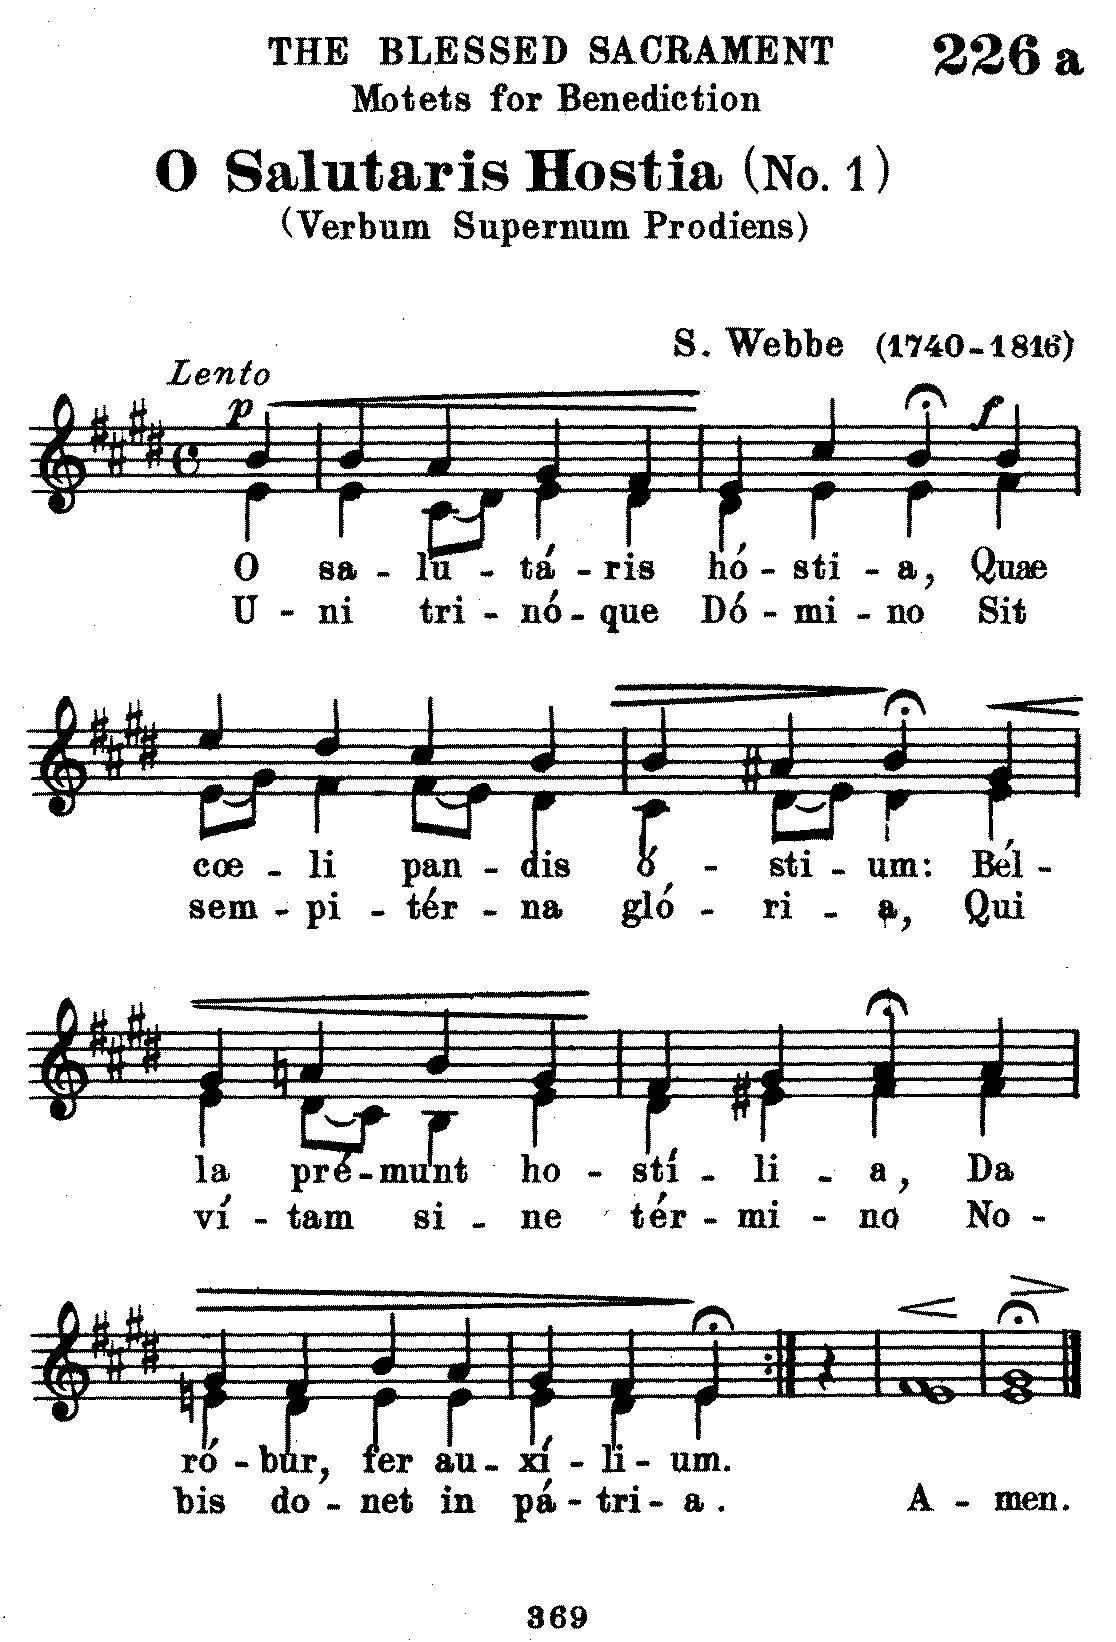 THE BLESSED SACRAMENT 226 a
Motets for Benediction
O Salutaris Hostia (No. 1)
(Verbum Supernum Prodiens)
S. Webbe (1740-1816)
Lento
p f
O sa - lu - tá - ris hó - sti - a, Quae
U - ni tri - nó - que Dó - mi - no Sit
cœ - li pan - dis ó - sti - um: Bél -
sem - pi - tér - na gló - ri - a, Qui
la pré - munt ho - stí - li - a, Da
ví - tam si - ne tér - mi - no No -
ró - bur, fer au - xí - li - um.
bis do - net in pá - tri - a. A - men.
369